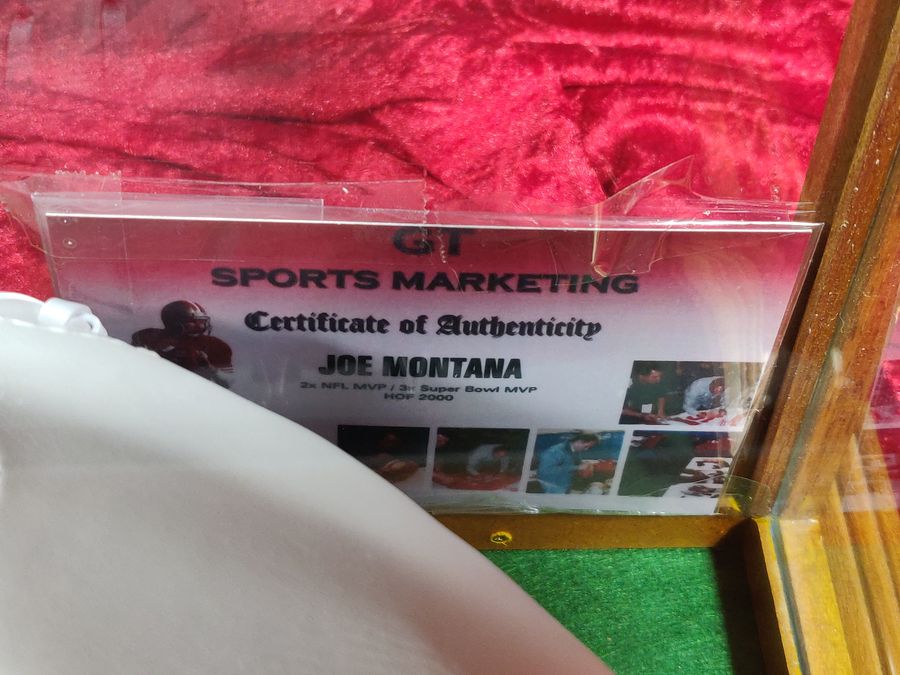 GT
SPORTS MARKETING
Certificate of Authenticity
JOE MONTANA
2x NFL MVP / 3x Super Bowl MVP
HOF 2000